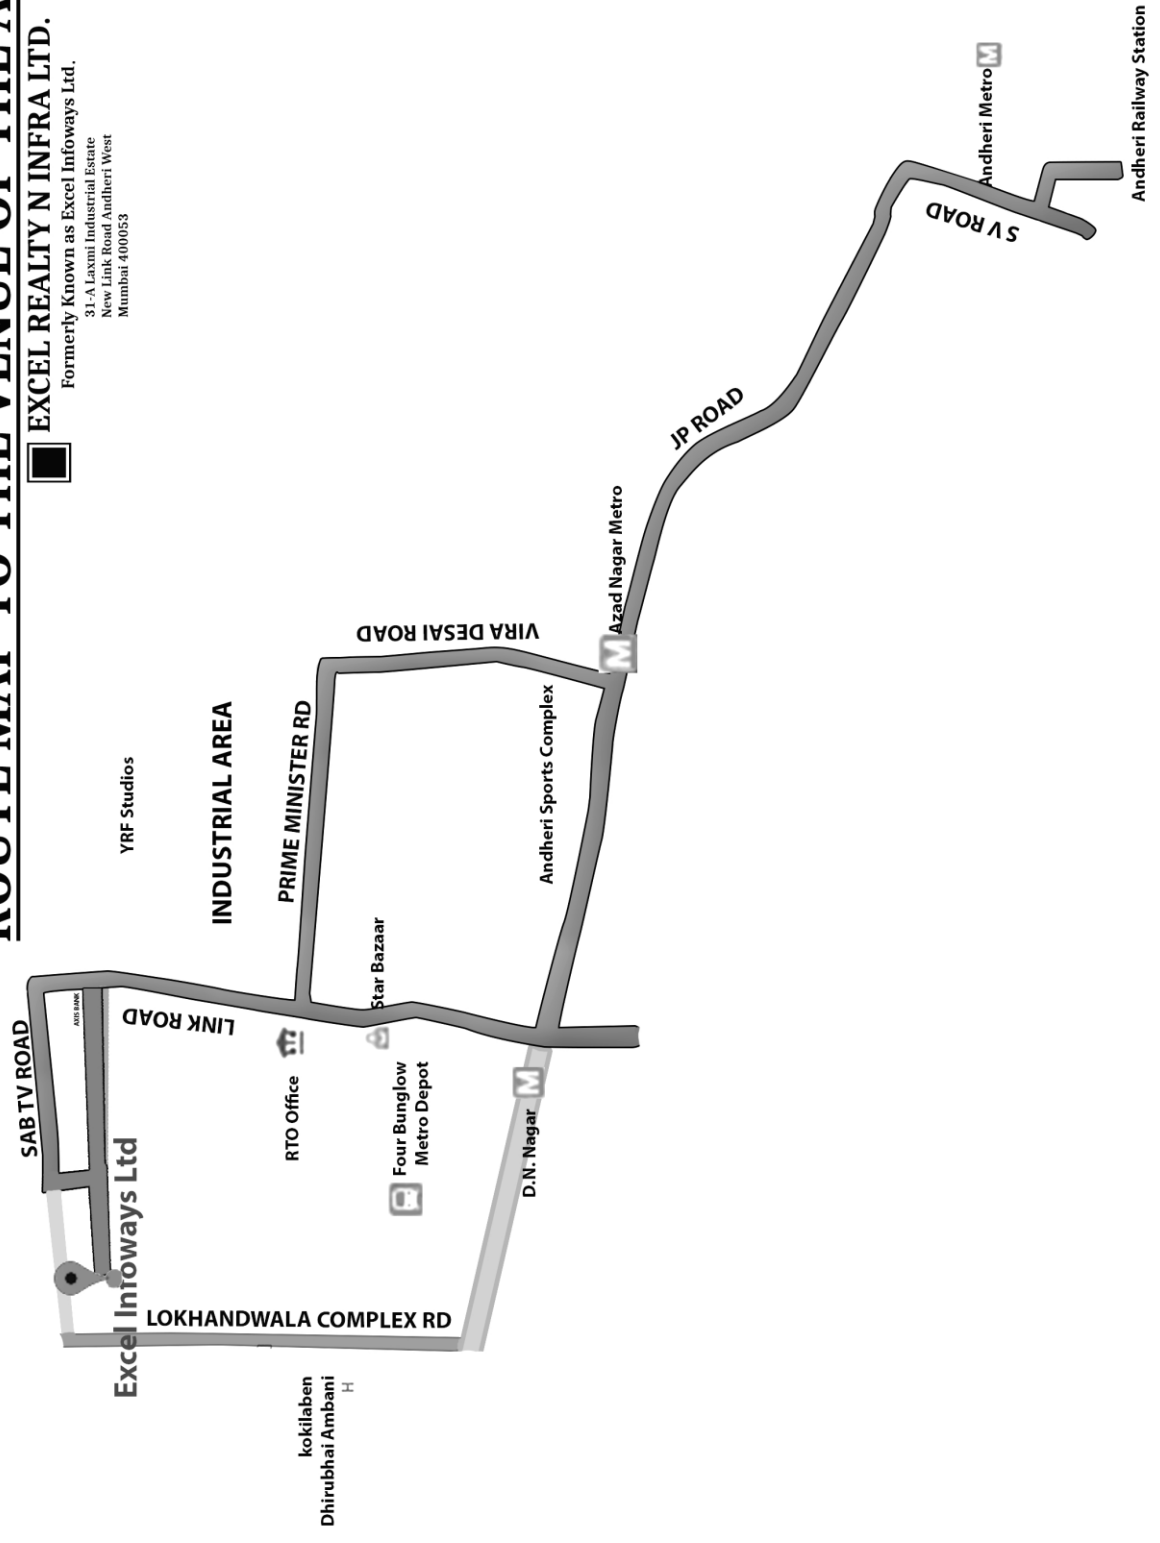 ROUTE MAP TO THE VENUE OF THE A
EXCEL REALTY N INFRA LTD.
Formerly Known as Excel Infoways Ltd.
31-A Laxmi Industrial Estate
New Link Road Andheri West
Mumbai 400053
SAB TV ROAD
AXIS BANK
Excel Infoways Ltd
LINK ROAD
YRF Studios
INDUSTRIAL AREA
PRIME MINISTER RD
VIRA DESAI ROAD
RTO Office
Star Bazaar
Four Bunglow
Metro Depot
LOKHANDWALA COMPLEX RD
kokilaben
Dhirubhai Ambani
H
D.N. Nagar
M
Andheri Sports Complex
Azad Nagar Metro
M
JP ROAD
S V ROAD
Andheri Metro
M
Andheri Railway Station